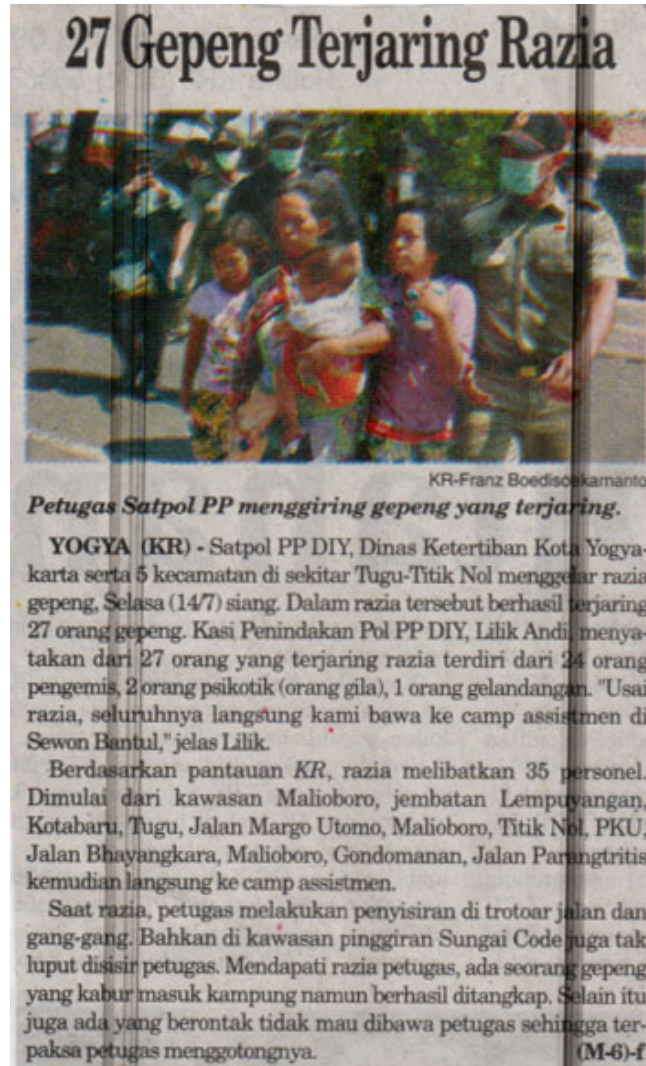 27 Gepeng Terjaring Razia
KR-Franz Boedisoekarnanto
Petugas Satpol PP menggiring gepeng yang terjaring.
YOGYA (KR) - Satpol PP DIY, Dinas Ketertiban Kota Yogya-
karta serta 5 kecamatan di sekitar Tugu-Titik Nol menggelar razia
gepeng, Selasa (14/7) siang. Dalam razia tersebut berhasil terjaring
27 orang gepeng. Kasi Penindakan Pol PP DIY, Lilik Andi menya-
takan dari 27 orang yang terjaring razia terdiri dari 24 orang
pengemis, 2 orang psikotik (orang gila), 1 orang gelandangan. "Usai
razia, seluruhnya langsung kami bawa ke camp assistmen di
Sewon Bantul," jelas Lilik.
Berdasarkan pantauan KR, razia melibatkan 35 personel.
Dimulai dari kawasan Malioboro, jembatan Lempuyangan,
Kotabaru, Tugu, Jalan Margo Utomo, Malioboro, Titik Nol, PKU,
Jalan Bhayangkara, Malioboro, Gondomanan, Jalan Parangtritis
kemudian langsung ke camp assistmen.
Saat razia, petugas melakukan penyisiran di trotoar jalan dan
gang-gang. Bahkan di kawasan pinggiran Sungai Code juga tak
luput disisir petugas. Mendapati razia petugas, ada seorang gepeng
yang kabur masuk kampung namun berhasil ditangkap. Selain itu
juga ada yang berontak tidak mau dibawa petugas sehingga ter-
paksa petugas menggotongnya. (M-6)-f